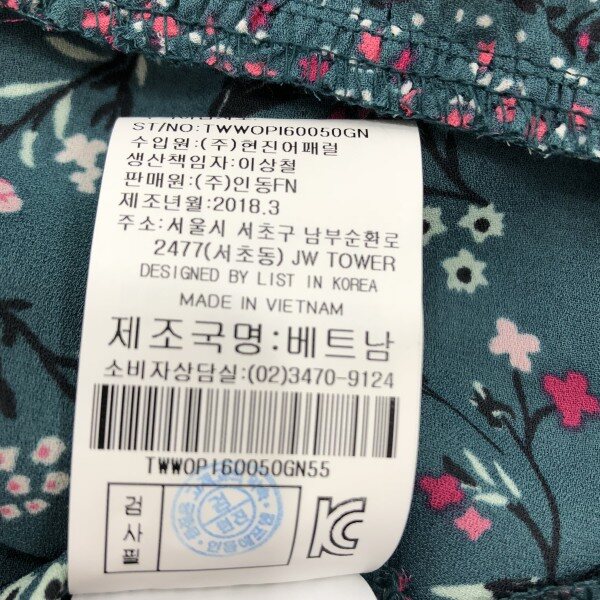 ST/NO:TWWOPI60050GN
수입원:(주)현진어패럴
생산책임자:이상철
판매원:(주)인동FN
제조년월:2018.3
주소:서울시 서초구 남부순환로
2477(서초동) JW TOWER
DESIGNED BY LIST IN KOREA
MADE IN VIETNAM
제조국명:베트남
소비자상담실:(02)3470-9124
TWWOPI60050GN55
검사필